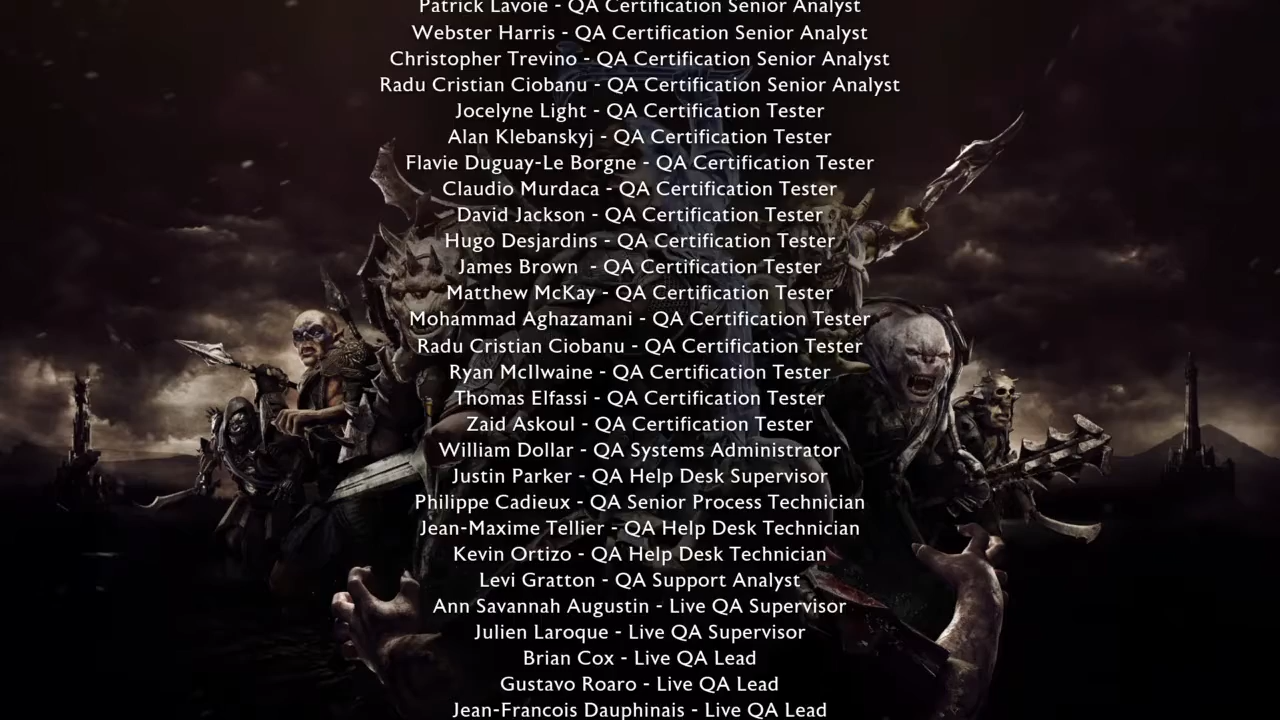 Patrick Lavoie - QA Certification Senior Analyst
Webster Harris - QA Certification Senior Analyst
Christopher Trevino - QA Certification Senior Analyst
Radu Cristian Ciobanu - QA Certification Senior Analyst
Jocelyne Light - QA Certification Tester
Alan Klebanskyj - QA Certification Tester
Flavie Duguay-Le Borgne - QA Certification Tester
Claudio Murdaca - QA Certification Tester
David Jackson - QA Certification Tester
Hugo Desjardins - QA Certification Tester
James Brown  - QA Certification Tester
Matthew McKay - QA Certification Tester
Mohammad Aghazamani - QA Certification Tester
Radu Cristian Ciobanu - QA Certification Tester
Ryan McIlwaine - QA Certification Tester
Thomas Elfassi - QA Certification Tester
Zaid Askoul - QA Certification Tester
William Dollar - QA Systems Administrator
Justin Parker - QA Help Desk Supervisor
Philippe Cadieux - QA Senior Process Technician
Jean-Maxime Tellier - QA Help Desk Technician
Kevin Ortizo - QA Help Desk Technician
Levi Gratton - QA Support Analyst
Ann Savannah Augustin - Live QA Supervisor
Julien Laroque - Live QA Supervisor
Brian Cox - Live QA Lead
Gustavo Roaro - Live QA Lead
Jean-Francois Dauphinais - Live QA Lead